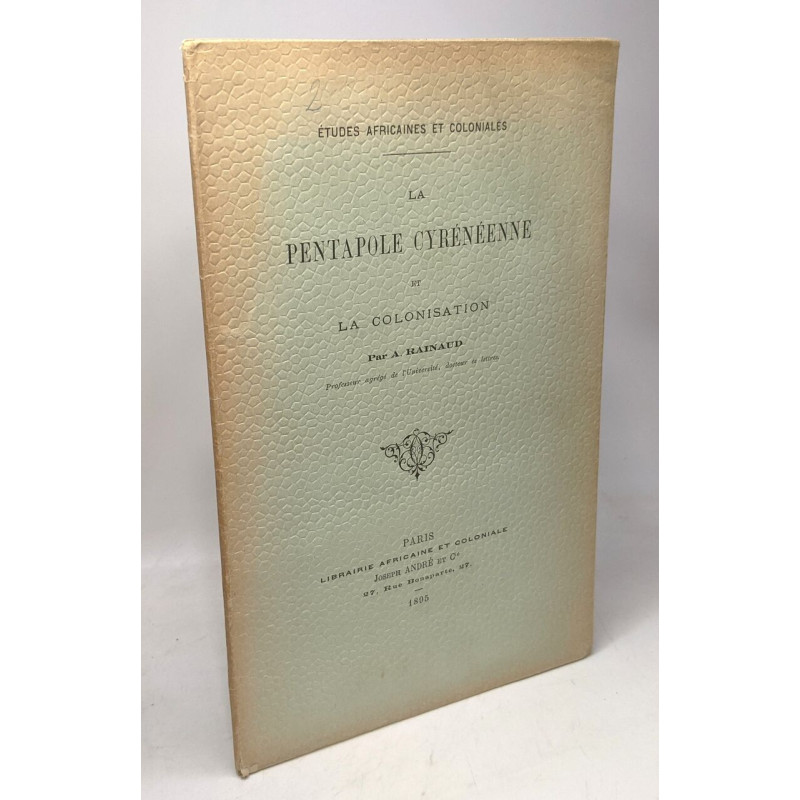 2
ÉTUDES AFRICAINES ET COLONIALES
LA
PENTAPOLE CYRÉNÉENNE
ET
LA COLONISATION
Par A. RAINAUD
Professeur agrégé de l'Université, docteur ès lettres
PARIS
LIBRAIRIE AFRICAINE ET COLONIALE
JOSEPH ANDRÉ ET Cie
27, Rue Bonaparte, 27.
1895